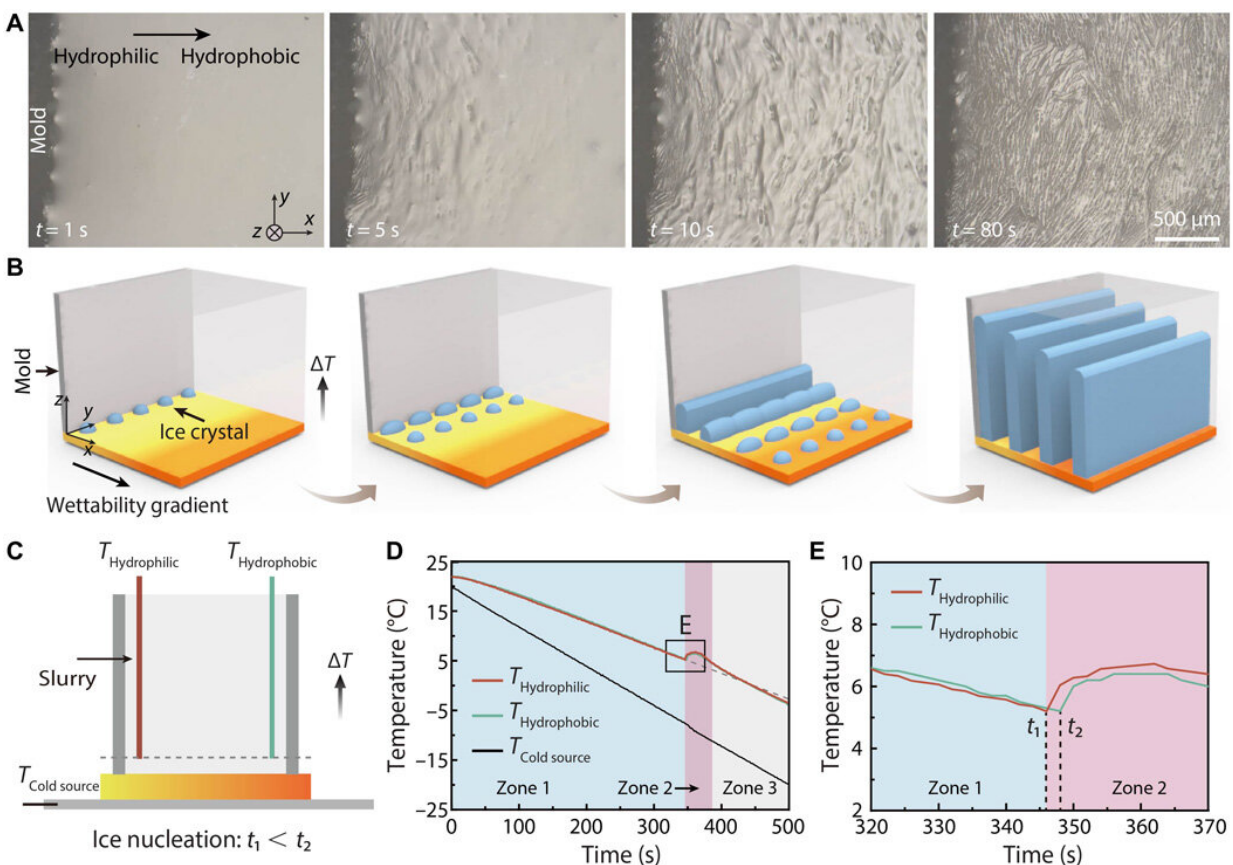 A
Hydrophilic
Hydrophobic
Mold
y
x
z
t = 1 s
t = 5 s
t = 10 s
t = 80 s
500 µm
B
Mold
z
y
x
Ice crystal
Wettability gradient
ΔT
C
THydrophilic
THydrophobic
Slurry
ΔT
TCold source
Ice nucleation: t1 < t2
D
25
15
5
−5
−15
−25
Temperature (°C)
E
THydrophilic
THydrophobic
TCold source
Zone 1
Zone 2
Zone 3
0 100 200 300 400 500
Time (s)
E
10
8
6
4
2
Temperature (°C)
THydrophilic
THydrophobic
t1
t2
Zone 1
Zone 2
320 330 340 350 360 370
Time (s)